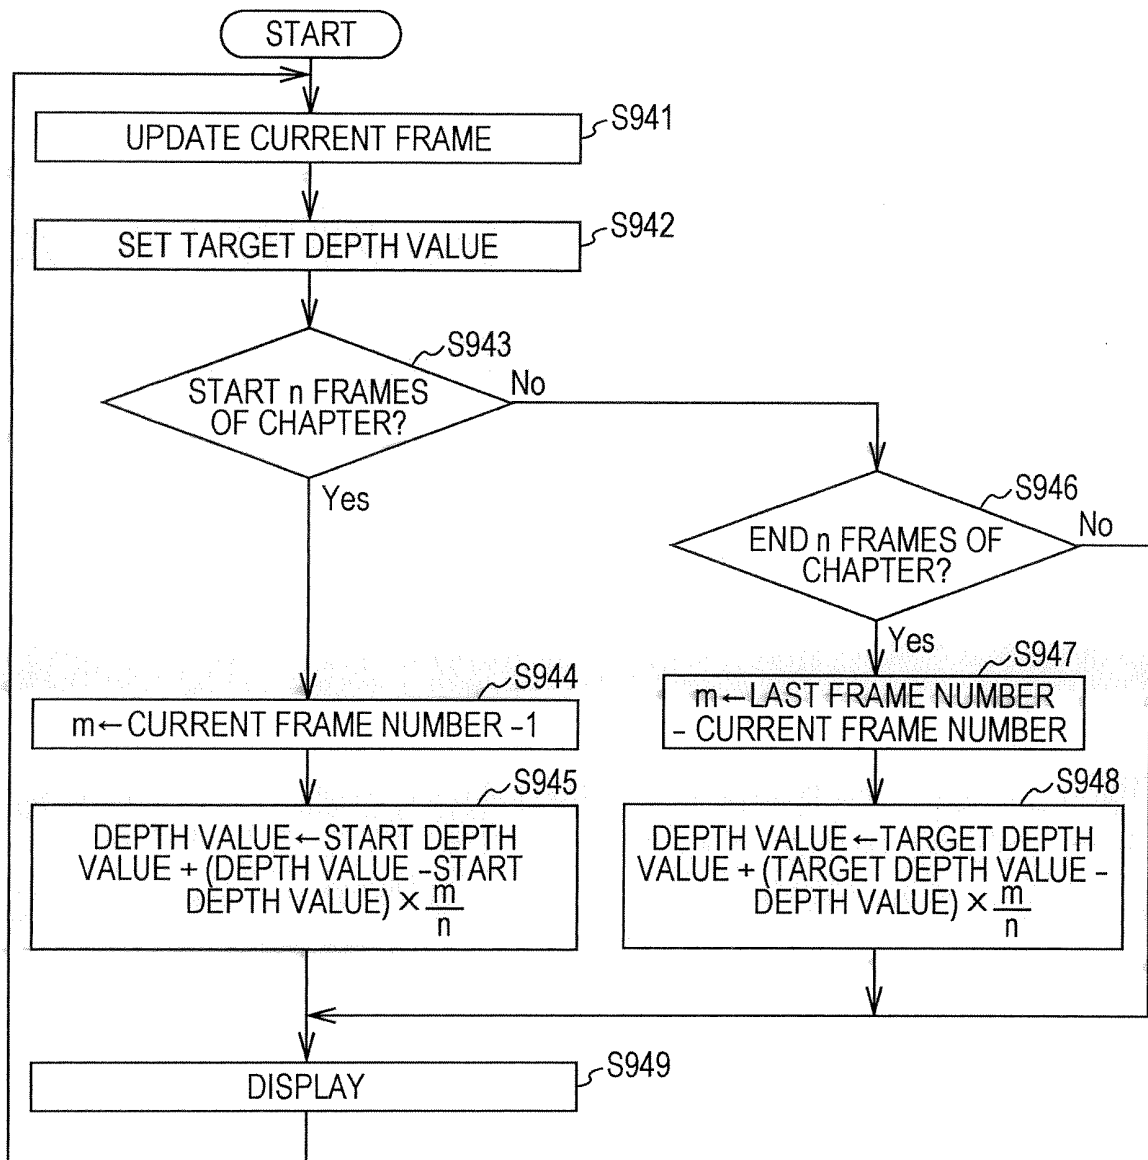 START
UPDATE CURRENT FRAME
S941
SET TARGET DEPTH VALUE
S942
START n FRAMES
OF CHAPTER?
S943
No
Yes
END n FRAMES OF
CHAPTER?
S946
No
Yes
m←CURRENT FRAME NUMBER -1
S944
m←LAST FRAME NUMBER
- CURRENT FRAME NUMBER
S947
DEPTH VALUE←START DEPTH
VALUE + (DEPTH VALUE -START
DEPTH VALUE) × m/n
S945
DEPTH VALUE←TARGET DEPTH
VALUE + (TARGET DEPTH VALUE -
DEPTH VALUE) × m/n
S948
DISPLAY
S949